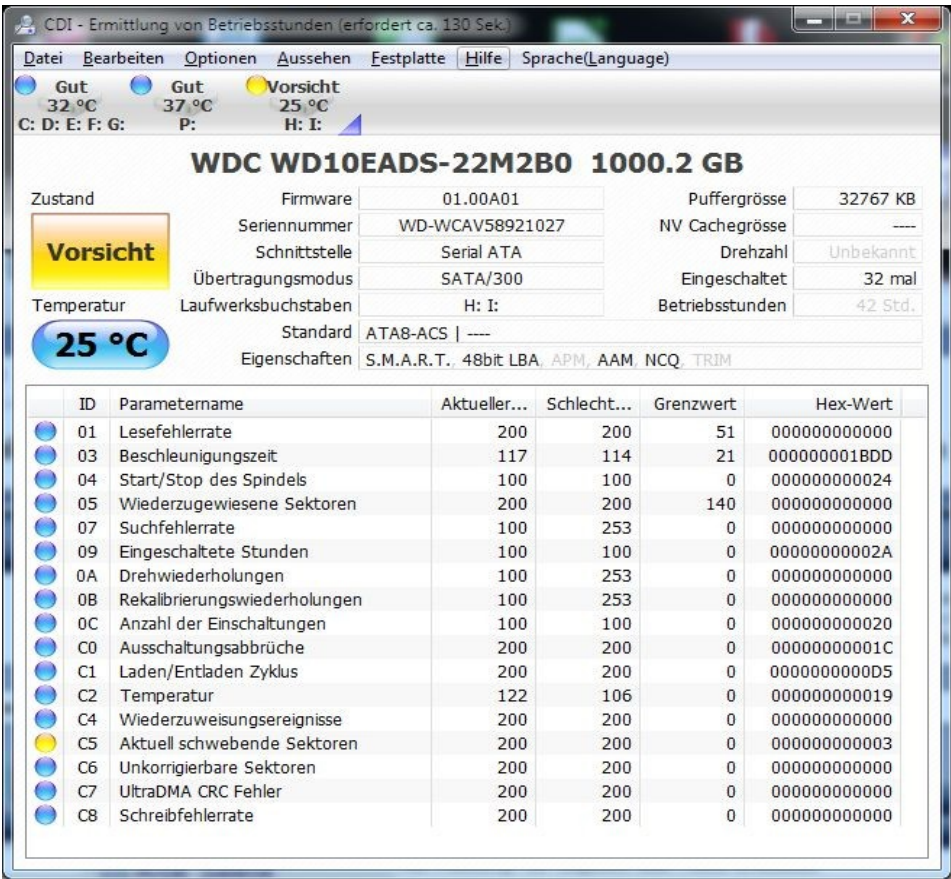 CDI - Ermittlung von Betriebsstunden (erfordert ca. 130 Sek.)
Datei Bearbeiten Optionen Aussehen Festplatte Hilfe Sprache(Language)
Gut Gut Vorsicht
32 °C 37 °C 25 °C
C: D: E: F: G: P: H: I:
WDC WD10EADS-22M2B0 1000.2 GB
Zustand Firmware 01.00A01 Puffergrösse 32767 KB
Seriennummer WD-WCAV58921027 NV Cachegrösse ----
Vorsicht Schnittstelle Serial ATA Drehzahl Unbekannt
Übertragungsmodus SATA/300 Eingeschaltet 32 mal
Temperatur Laufwerksbuchstaben H: I: Betriebsstunden 42 Std.
25 °C Standard ATA8-ACS | ----
Eigenschaften S.M.A.R.T., 48bit LBA, APM, AAM, NCQ, TRIM
ID Parametername Aktueller... Schlecht... Grenzwert Hex-Wert
01 Lesefehlerrate 200 200 51 000000000000
03 Beschleunigungszeit 117 114 21 000000001BDD
04 Start/Stop des Spindels 100 100 0 000000000024
05 Wiederzugewiesene Sektoren 200 200 140 000000000000
07 Suchfehlerrate 100 253 0 000000000000
09 Eingeschaltete Stunden 100 100 0 00000000002A
0A Drehwiederholungen 100 253 0 000000000000
0B Rekalibrierungswiederholungen 100 253 0 000000000000
0C Anzahl der Einschaltungen 100 100 0 000000000020
C0 Ausschaltungsabbrüche 200 200 0 00000000001C
C1 Laden/Entladen Zyklus 200 200 0 0000000000D5
C2 Temperatur 122 106 0 000000000019
C4 Wiederzuweisungsereignisse 200 200 0 000000000000
C5 Aktuell schwebende Sektoren 200 200 0 000000000003
C6 Unkorrigierbare Sektoren 200 200 0 000000000000
C7 UltraDMA CRC Fehler 200 200 0 000000000000
C8 Schreibfehlerrate 200 200 0 000000000000